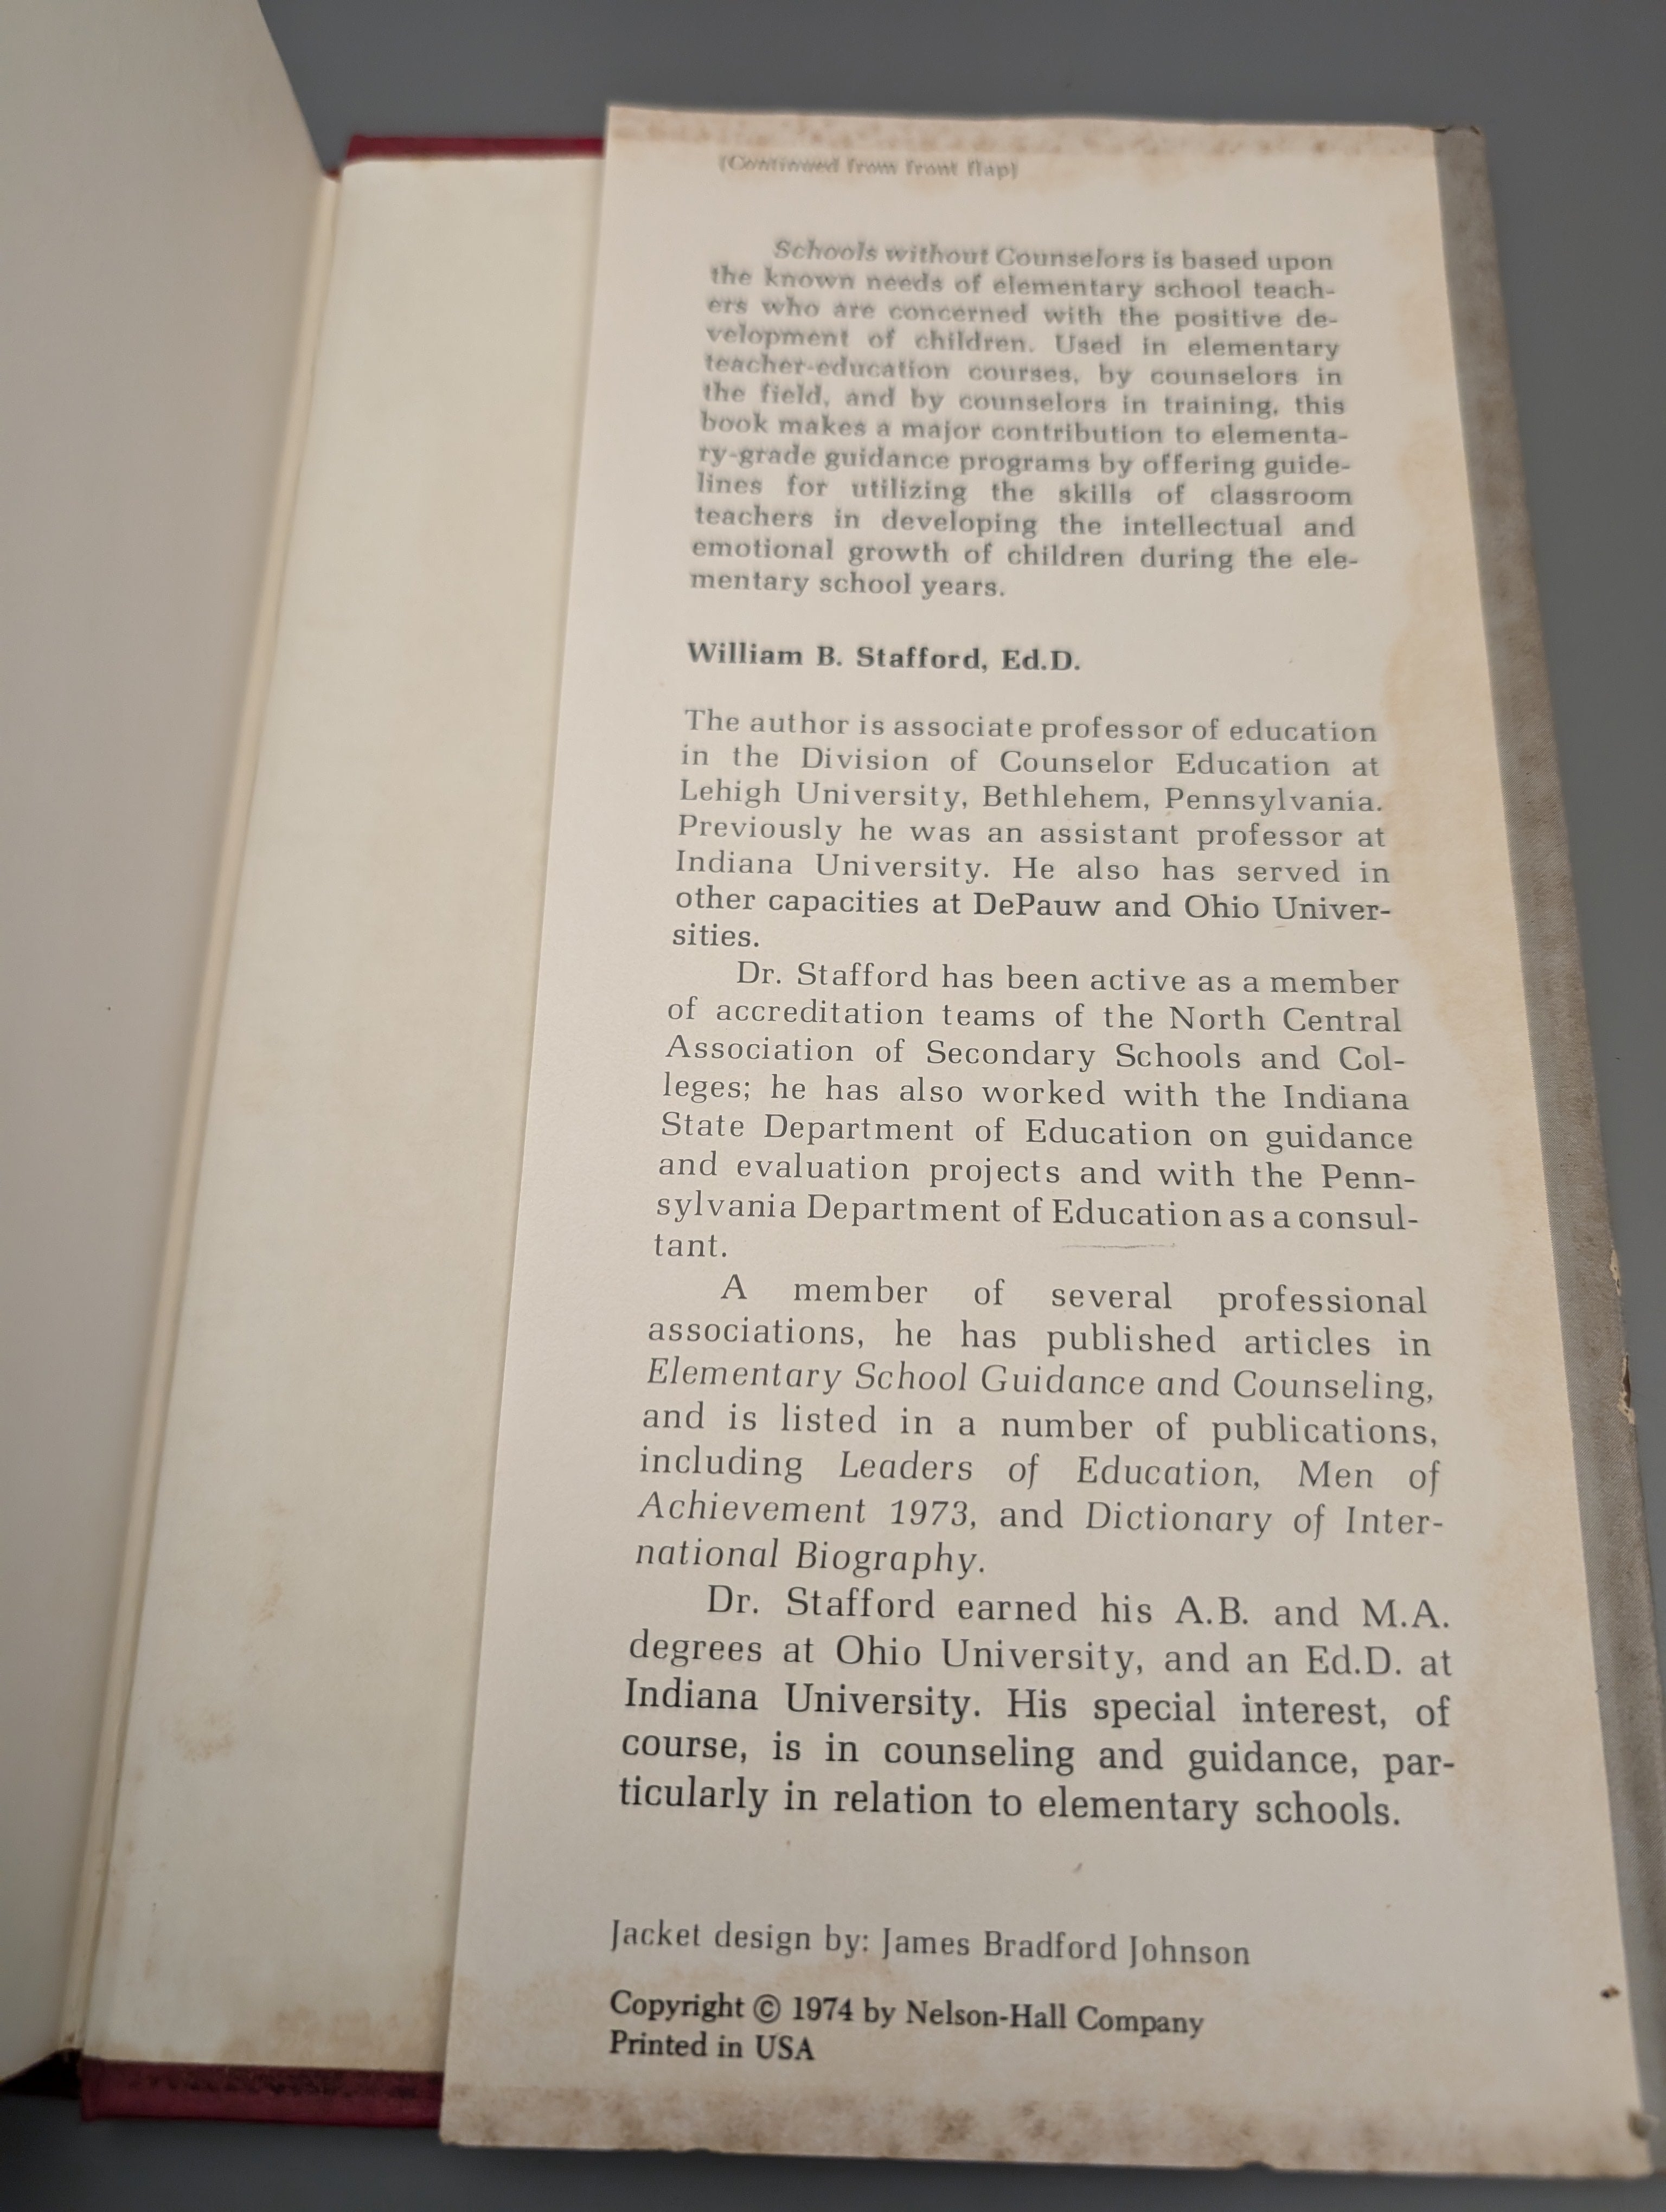 (Continued from front flap)
Schools without Counselors is based upon
the known needs of elementary school teach-
ers who are concerned with the positive de-
velopment of children. Used in elementary
teacher-education courses, by counselors in
the field, and by counselors in training, this
book makes a major contribution to elementa-
ry-grade guidance programs by offering guide-
lines for utilizing the skills of classroom
teachers in developing the intellectual and
emotional growth of children during the ele-
mentary school years.
William B. Stafford, Ed.D.
The author is associate professor of education
in the Division of Counselor Education at
Lehigh University, Bethlehem, Pennsylvania.
Previously he was an assistant professor at
Indiana University. He also has served in
other capacities at DePauw and Ohio Univer-
sities.
Dr. Stafford has been active as a member
of accreditation teams of the North Central
Association of Secondary Schools and Col-
leges; he has also worked with the Indiana
State Department of Education on guidance
and evaluation projects and with the Penn-
sylvania Department of Education as a consul-
tant.
A member of several professional
associations, he has published articles in
Elementary School Guidance and Counseling,
and is listed in a number of publications,
including Leaders of Education, Men of
Achievement 1973, and Dictionary of Inter-
national Biography.
Dr. Stafford earned his A.B. and M.A.
degrees at Ohio University, and an Ed.D. at
Indiana University. His special interest, of
course, is in counseling and guidance, par-
ticularly in relation to elementary schools.
Jacket design by: James Bradford Johnson
Copyright © 1974 by Nelson-Hall Company
Printed in USA